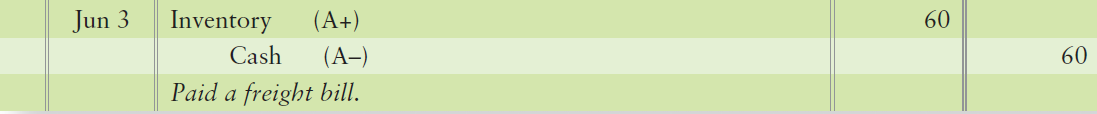 Jun 3 Inventory (A+) 60
Cash (A–) 60
Paid a freight bill.